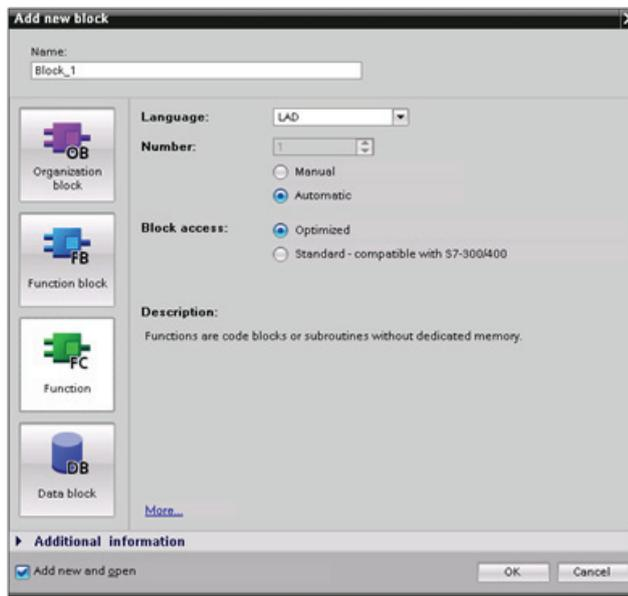 Add new block
Name:
Block_1
OB
Organization
block
FB
Function block
FC
Function
DB
Data block
Language:
LAD
Number:
1
Manual
Automatic
Block access:
Optimized
Standard - compatible with S7-300/400
Description:
Functions are code blocks or subroutines without dedicated memory.
More...
Additional information
Add new and open
OK
Cancel